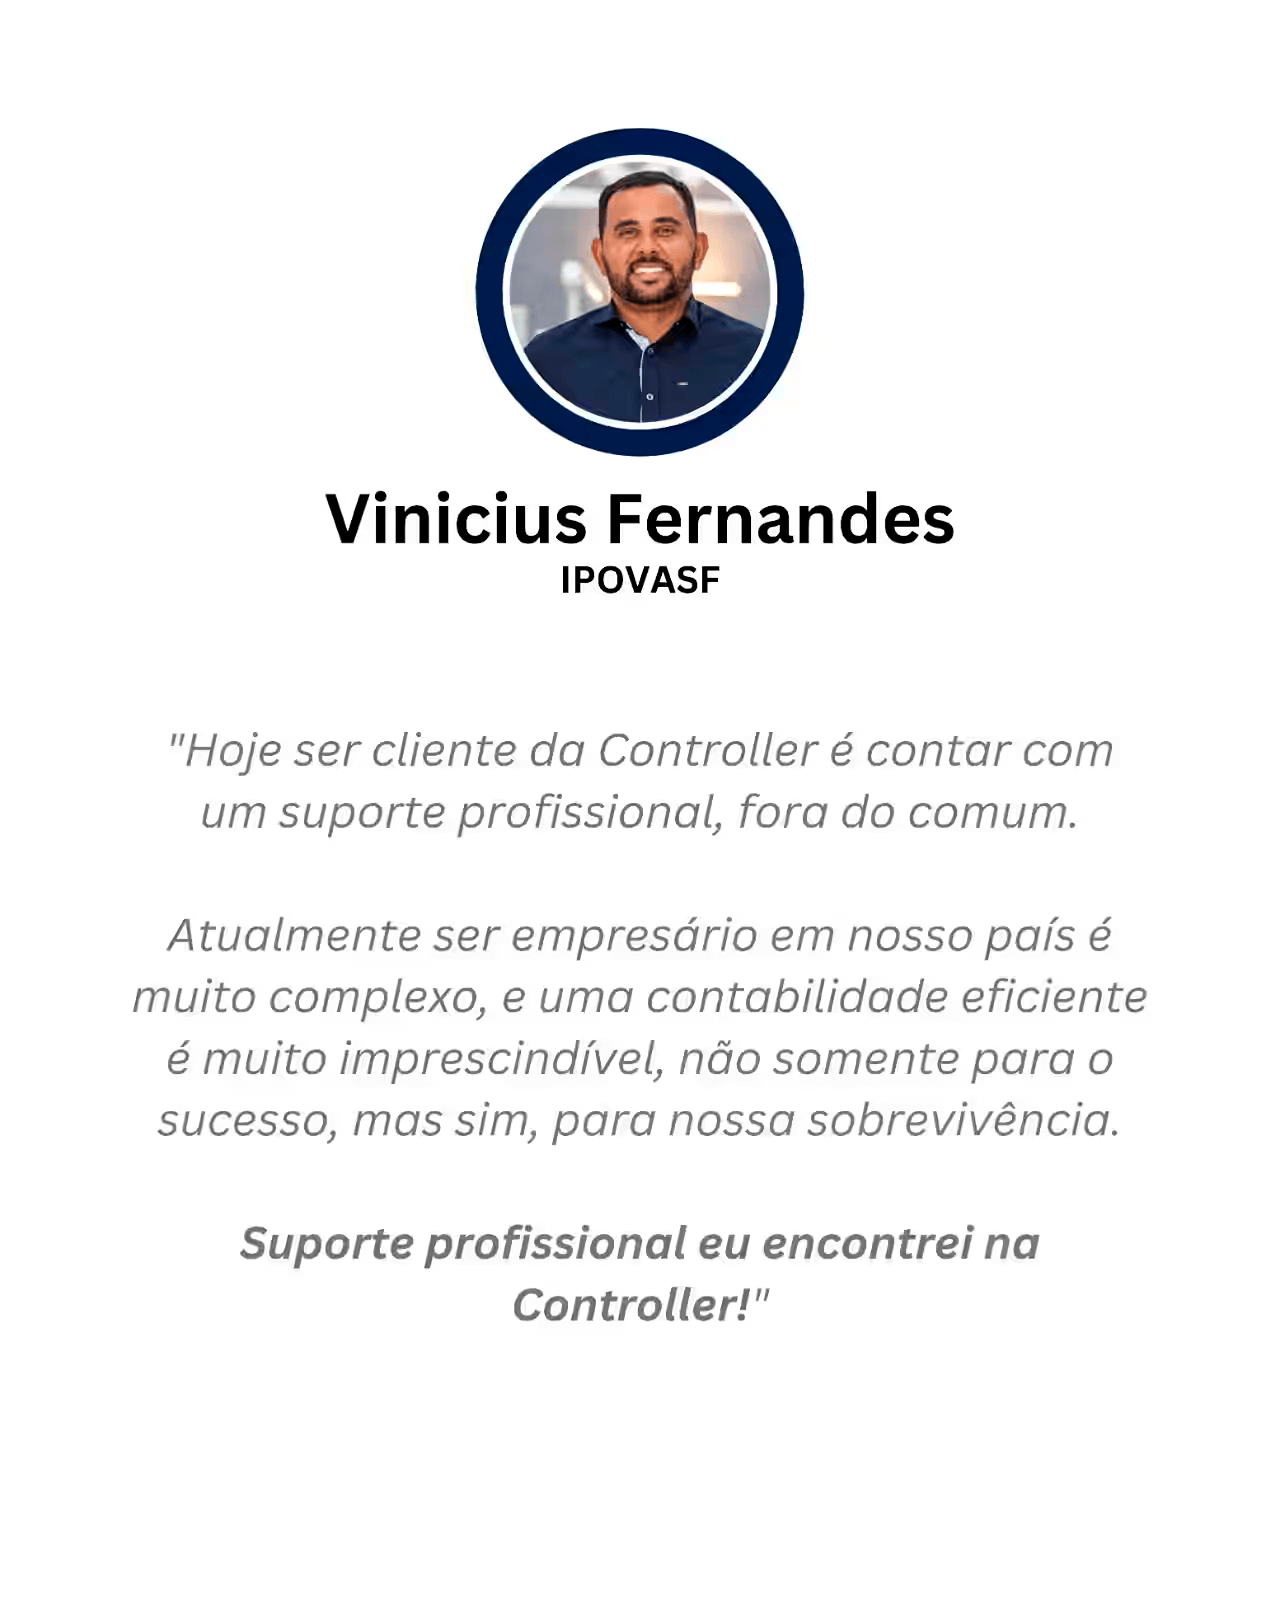 Vinicius Fernandes
IPOVASF
"Hoje ser cliente da Controller é contar com
um suporte profissional, fora do comum.
Atualmente ser empresário em nosso país é
muito complexo, e uma contabilidade eficiente
é muito imprescindível, não somente para o
sucesso, mas sim, para nossa sobrevivência.
Suporte profissional eu encontrei na
Controller!"